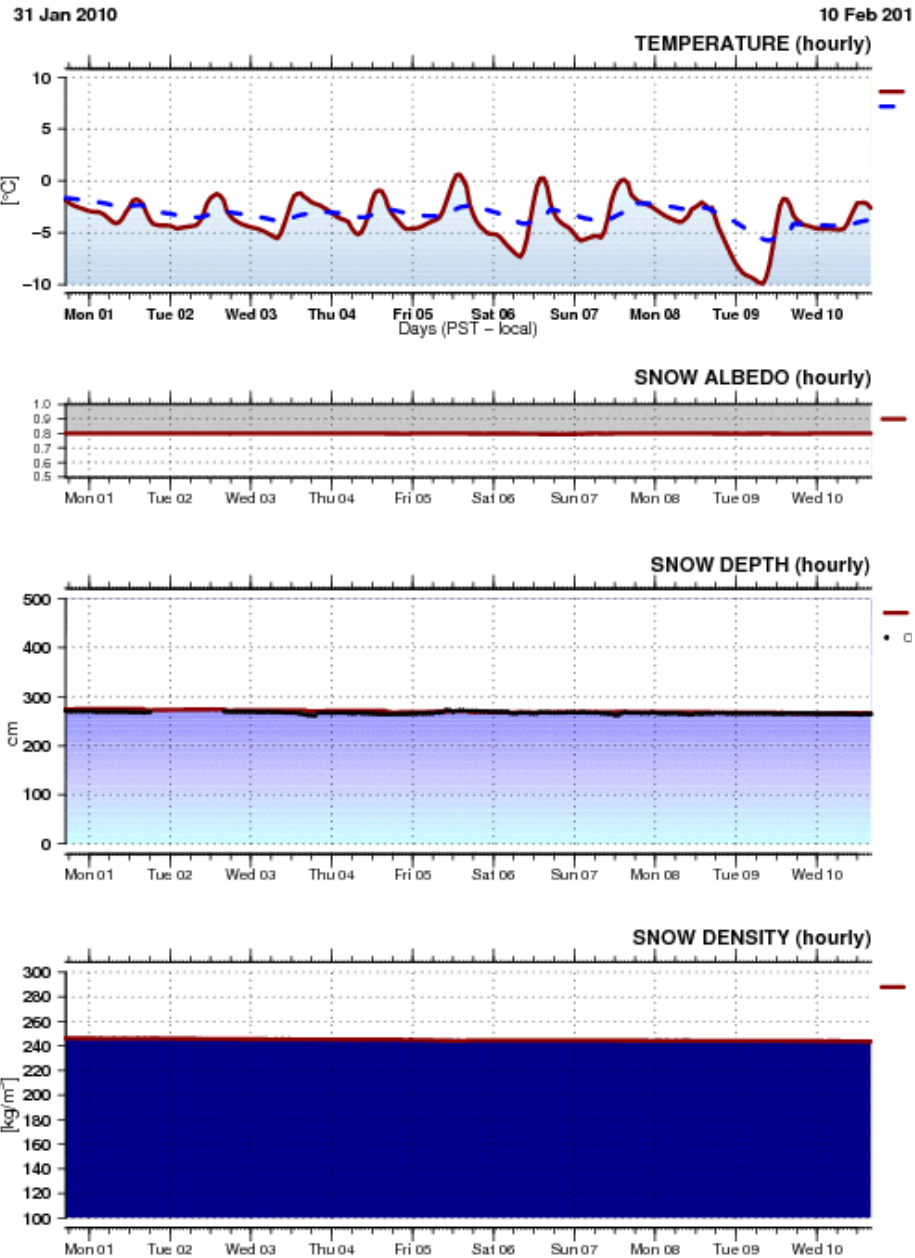 31 Jan 2010 10 Feb 201
TEMPERATURE (hourly)
10
5
0
−5
−10
[°C]
Mon 01 Tue 02 Wed 03 Thu 04 Fri 05 Sat 06 Sun 07 Mon 08 Tue 09 Wed 10
Days (PST − local)
SNOW ALBEDO (hourly)
1.0
0.9
0.8
0.7
0.6
0.5
Mon 01 Tue 02 Wed 03 Thu 04 Fri 05 Sat 06 Sun 07 Mon 08 Tue 09 Wed 10
SNOW DEPTH (hourly)
500
400
300
200
100
0
cm
Mon 01 Tue 02 Wed 03 Thu 04 Fri 05 Sat 06 Sun 07 Mon 08 Tue 09 Wed 10
SNOW DENSITY (hourly)
300
280
260
240
220
200
180
160
140
120
100
[kg/m³]
Mon 01 Tue 02 Wed 03 Thu 04 Fri 05 Sat 06 Sun 07 Mon 08 Tue 09 Wed 10